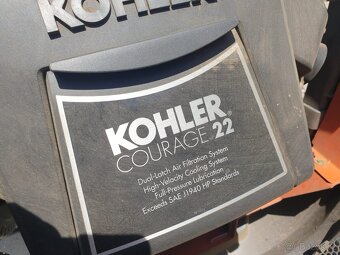 KOHLER
KOHLER®
COURAGE 22
Dual-Latch Air Filtration System
High-Velocity Cooling System
Full-Pressure Lubrication
Exceeds SAE J1940 HP Standards